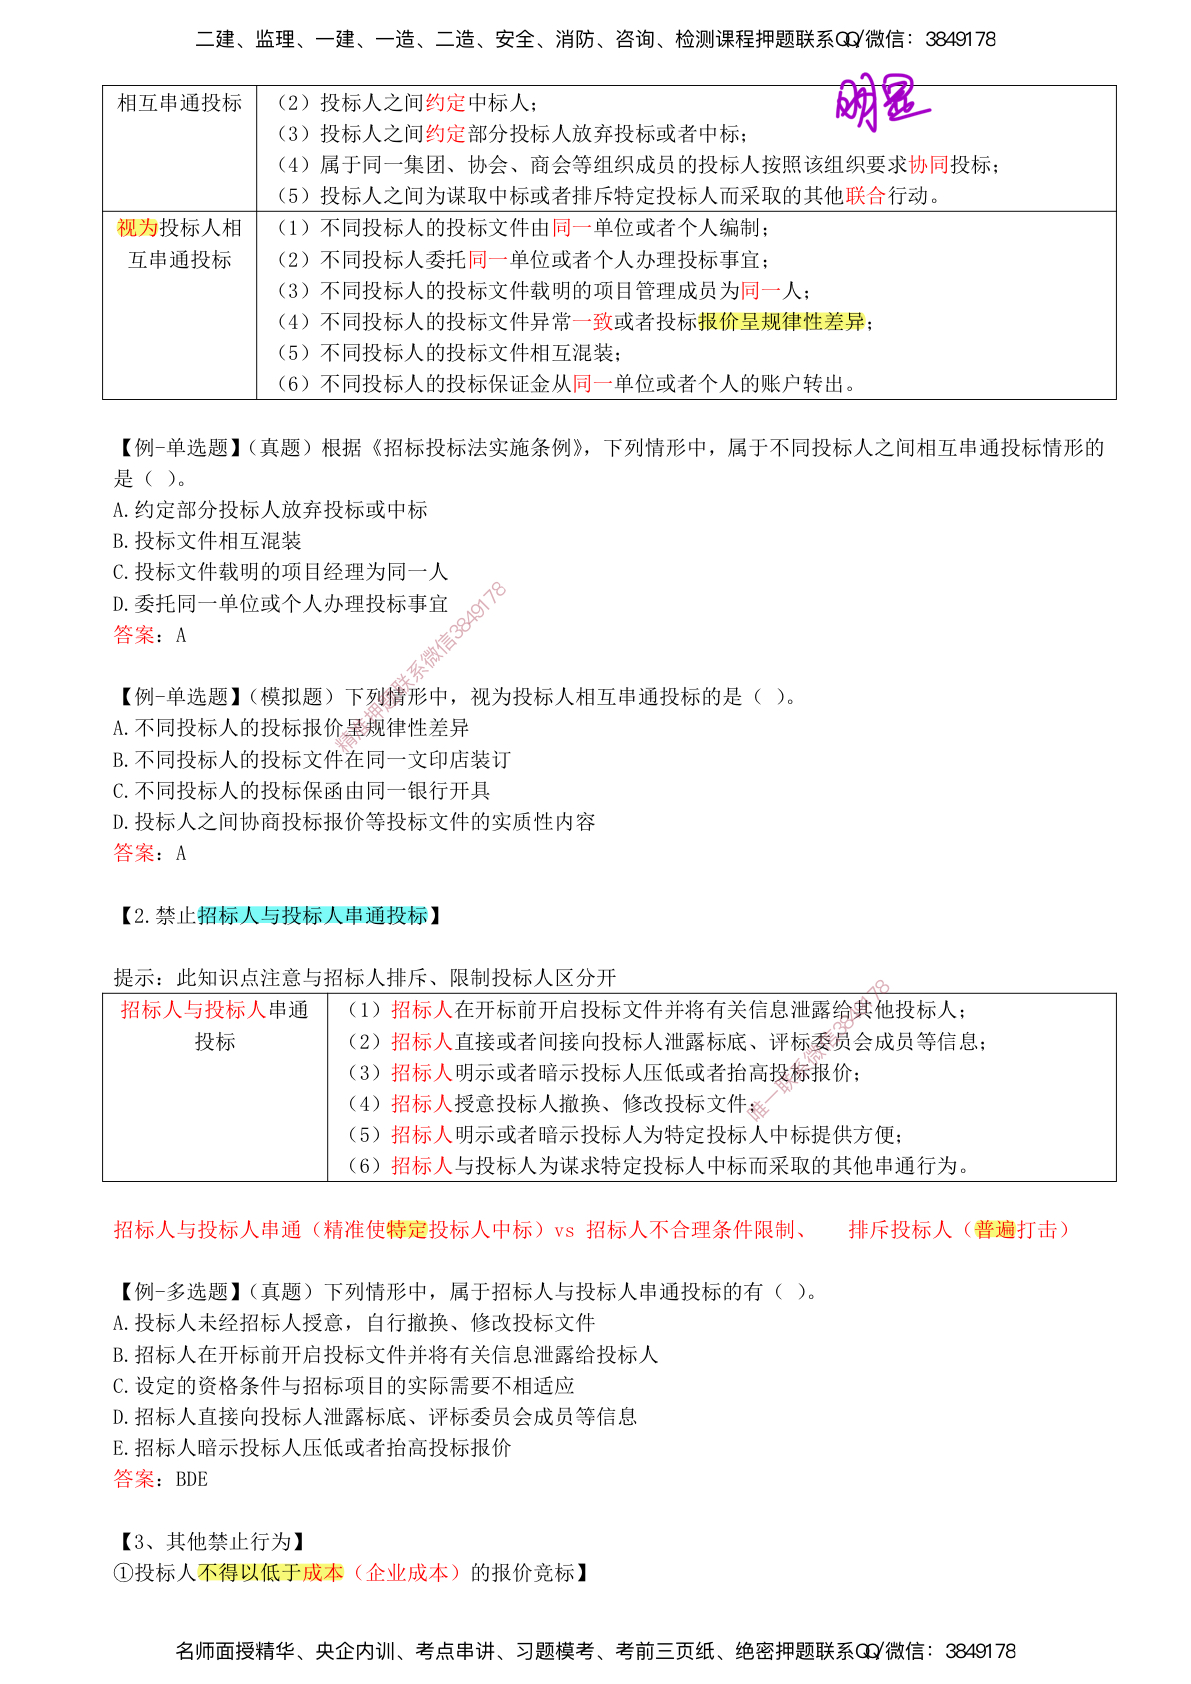 二建、监理、一建、一造、二造、安全、消防、咨询、检测课程押题联系QQ/微信：3849178
明显
相互串通投标
（2）投标人之间约定中标人；
（3）投标人之间约定部分投标人放弃投标或者中标；
（4）属于同一集团、协会、商会等组织成员的投标人按照该组织要求协同投标；
（5）投标人之间为谋取中标或者排斥特定投标人而采取的其他联合行动。
视为投标人相
互串通投标
（1）不同投标人的投标文件由同一单位或者个人编制；
（2）不同投标人委托同一单位或者个人办理投标事宜；
（3）不同投标人的投标文件载明的项目管理成员为同一人；
（4）不同投标人的投标文件异常一致或者投标报价呈规律性差异；
（5）不同投标人的投标文件相互混装；
（6）不同投标人的投标保证金从同一单位或者个人的账户转出。
【例-单选题】（真题）根据《招标投标法实施条例》，下列情形中，属于不同投标人之间相互串通投标情形的
是（ ）。
A.约定部分投标人放弃投标或中标
B.投标文件相互混装
C.投标文件载明的项目经理为同一人
D.委托同一单位或个人办理投标事宜
答案：A
精准押题联系微信3849178
【例-单选题】（模拟题）下列情形中，视为投标人相互串通投标的是（ ）。
A.不同投标人的投标报价呈规律性差异
B.不同投标人的投标文件在同一文印店装订
C.不同投标人的投标保函由同一银行开具
D.投标人之间协商投标报价等投标文件的实质性内容
答案：A
【2.禁止招标人与投标人串通投标】
提示：此知识点注意与招标人排斥、限制投标人区分开
招标人与投标人串通
投标
（1）招标人在开标前开启投标文件并将有关信息泄露给其他投标人；
（2）招标人直接或者间接向投标人泄露标底、评标委员会成员等信息；
（3）招标人明示或者暗示投标人压低或者抬高投标报价；
（4）招标人授意投标人撤换、修改投标文件；
（5）招标人明示或者暗示投标人为特定投标人中标提供方便；
（6）招标人与投标人为谋求特定投标人中标而采取的其他串通行为。
唯一联系微信3849178
招标人与投标人串通（精准使特定投标人中标）vs 招标人不合理条件限制、 排斥投标人（普遍打击）
【例-多选题】（真题）下列情形中，属于招标人与投标人串通投标的有（ ）。
A.投标人未经招标人授意，自行撤换、修改投标文件
B.招标人在开标前开启投标文件并将有关信息泄露给投标人
C.设定的资格条件与招标项目的实际需要不相适应
D.招标人直接向投标人泄露标底、评标委员会成员等信息
E.招标人暗示投标人压低或者抬高投标报价
答案：BDE
【3、其他禁止行为】
①投标人不得以低于成本（企业成本）的报价竞标】
名师面授精华、央企内训、考点串讲、习题模考、考前三页纸、绝密押题联系QQ/微信：3849178